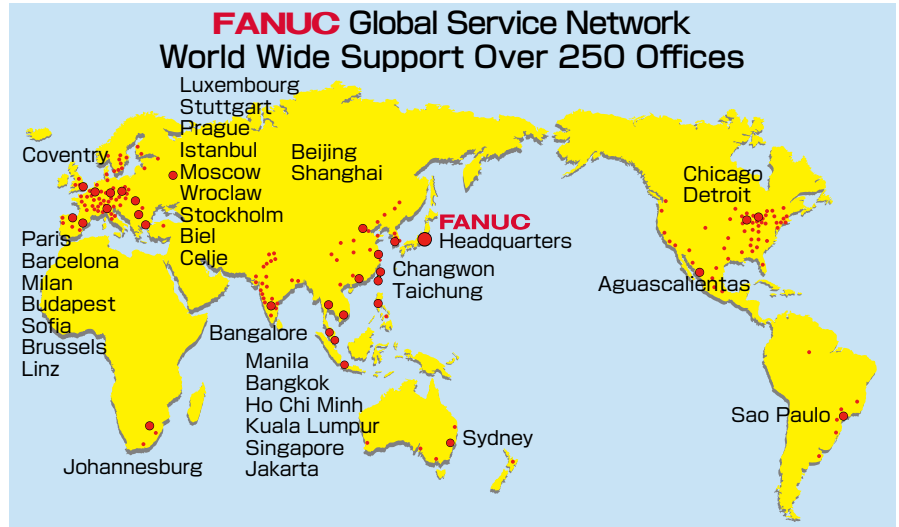 FANUC Global Service Network
World Wide Support Over 250 Offices
Luxembourg
Stuttgart
Prague
Istanbul
Moscow
Wroclaw
Stockholm
Biel
Celje
Coventry
Beijing
Shanghai
Chicago
Detroit
FANUC
Headquarters
Paris
Barcelona
Milan
Budapest
Sofia
Brussels
Linz
Changwon
Taichung
Aguascalientas
Bangalore
Manila
Bangkok
Ho Chi Minh
Kuala Lumpur
Singapore
Jakarta
Sao Paulo
Sydney
Johannesburg